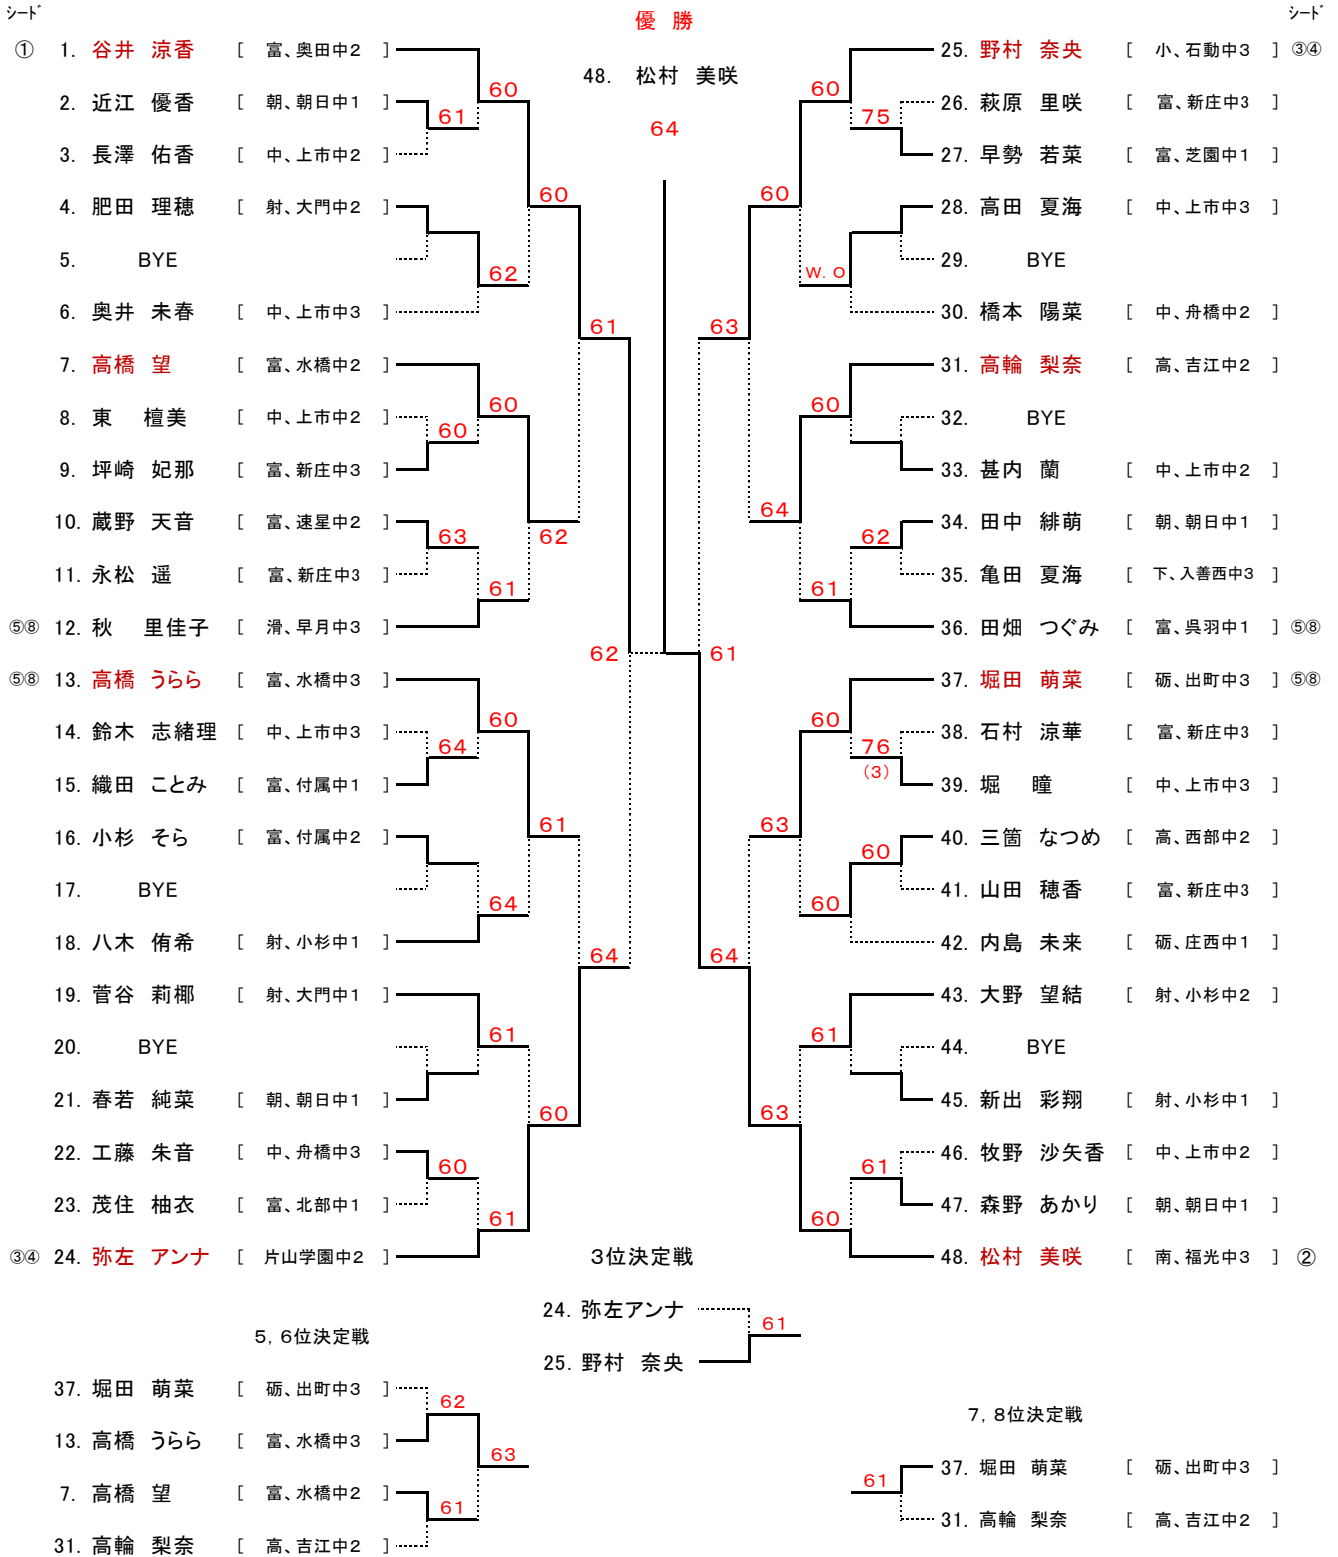 シード
優 勝
シード
① 1. 谷井 涼香 [ 富、奥田中2 ]
48. 松村 美咲
64
2. 近江 優香 [ 朝、朝日中1 ]
61
60
3. 長澤 佑香 [ 中、上市中2 ]
4. 肥田 理穂 [ 射、大門中2 ]
60
5. BYE
62
6. 奥井 未春 [ 中、上市中3 ]
61
7. 高橋 望 [ 富、水橋中2 ]
8. 東 檀美 [ 中、上市中2 ]
60
60
9. 坪崎 妃那 [ 富、新庄中3 ]
10. 蔵野 天音 [ 富、速星中2 ]
63
62
11. 永松 遥 [ 富、新庄中3 ]
61
⑤⑧ 12. 秋 里佳子 [ 滑、早月中3 ]
62
⑤⑧ 13. 高橋 うらら [ 富、水橋中3 ]
14. 鈴木 志緒理 [ 中、上市中3 ]
64
60
15. 織田 ことみ [ 富、付属中1 ]
16. 小杉 そら [ 富、付属中2 ]
61
17. BYE
64
18. 八木 侑希 [ 射、小杉中1 ]
64
19. 菅谷 莉椰 [ 射、大門中1 ]
20. BYE
61
21. 春若 純菜 [ 朝、朝日中1 ]
60
22. 工藤 朱音 [ 中、舟橋中3 ]
60
23. 茂住 柚衣 [ 富、北部中1 ]
61
③④ 24. 弥左 アンナ [ 片山学園中2 ]
25. 野村 奈央 [ 小、石動中3 ] ③④
60
26. 萩原 里咲 [ 富、新庄中3 ]
75
27. 早勢 若菜 [ 富、芝園中1 ]
60
28. 高田 夏海 [ 中、上市中3 ]
29. BYE
W.O
30. 橋本 陽菜 [ 中、舟橋中2 ]
63
31. 高輪 梨奈 [ 高、吉江中2 ]
60
32. BYE
33. 甚内 蘭 [ 中、上市中2 ]
64
34. 田中 緋萌 [ 朝、朝日中1 ]
62
35. 亀田 夏海 [ 下、入善西中3 ]
61
36. 田畑 つぐみ [ 富、呉羽中1 ] ⑤⑧
61
37. 堀田 萌菜 [ 砺、出町中3 ] ⑤⑧
60
38. 石村 涼華 [ 富、新庄中3 ]
76
(3)
39. 堀 瞳 [ 中、上市中3 ]
63
40. 三箇 なつめ [ 高、西部中2 ]
60
41. 山田 穂香 [ 富、新庄中3 ]
60
42. 内島 未来 [ 砺、庄西中1 ]
64
43. 大野 望結 [ 射、小杉中2 ]
61
44. BYE
45. 新出 彩翔 [ 射、小杉中1 ]
63
46. 牧野 沙矢香 [ 中、上市中2 ]
61
47. 森野 あかり [ 朝、朝日中1 ]
60
48. 松村 美咲 [ 南、福光中3 ] ②
3位決定戦
24. 弥左アンナ
61
25. 野村 奈央
5,6位決定戦
37. 堀田 萌菜 [ 砺、出町中3 ]
62
13. 高橋 うらら [ 富、水橋中3 ]
63
7. 高橋 望 [ 富、水橋中2 ]
61
31. 高輪 梨奈 [ 高、吉江中2 ]
7,8位決定戦
37. 堀田 萌菜 [ 砺、出町中3 ]
61
31. 高輪 梨奈 [ 高、吉江中2 ]